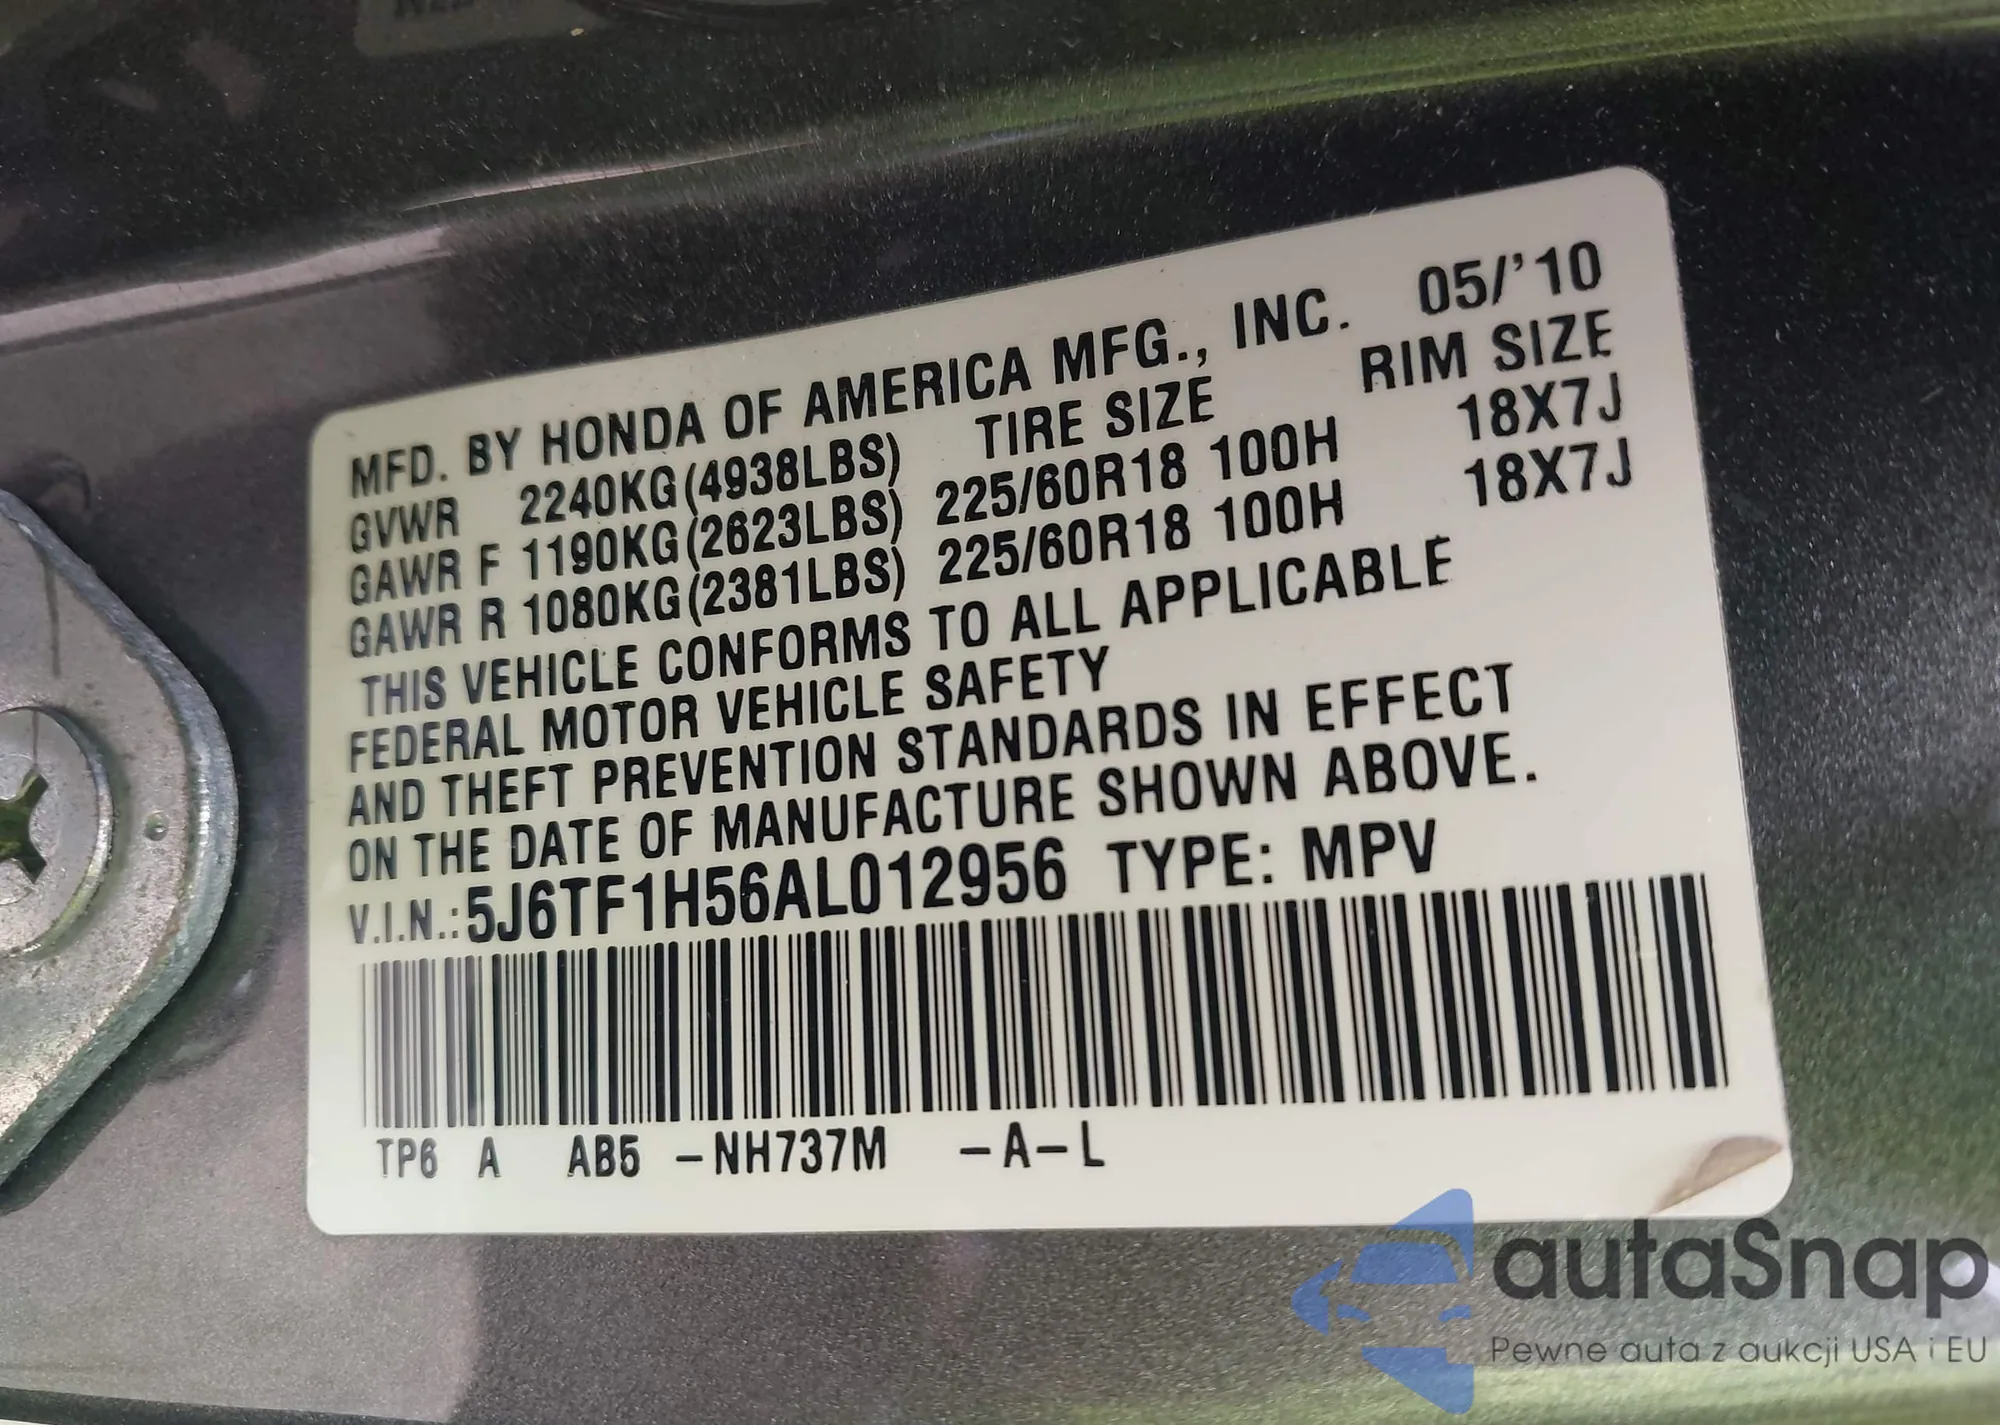 MFD. BY HONDA OF AMERICA MFG., INC. 05/'10
GVWR 2240KG(4938LBS) TIRE SIZE RIM SIZE
GAWR F 1190KG(2623LBS) 225/60R18 100H 18X7J
GAWR R 1080KG(2381LBS) 225/60R18 100H 18X7J
THIS VEHICLE CONFORMS TO ALL APPLICABLE
FEDERAL MOTOR VEHICLE SAFETY
AND THEFT PREVENTION STANDARDS IN EFFECT
ON THE DATE OF MANUFACTURE SHOWN ABOVE.
V.I.N.:5J6TF1H56AL012956 TYPE: MPV
TP6 A AB5 -NH737M -A-L
autaSnap
Pewne auta z aukcji USA i EU